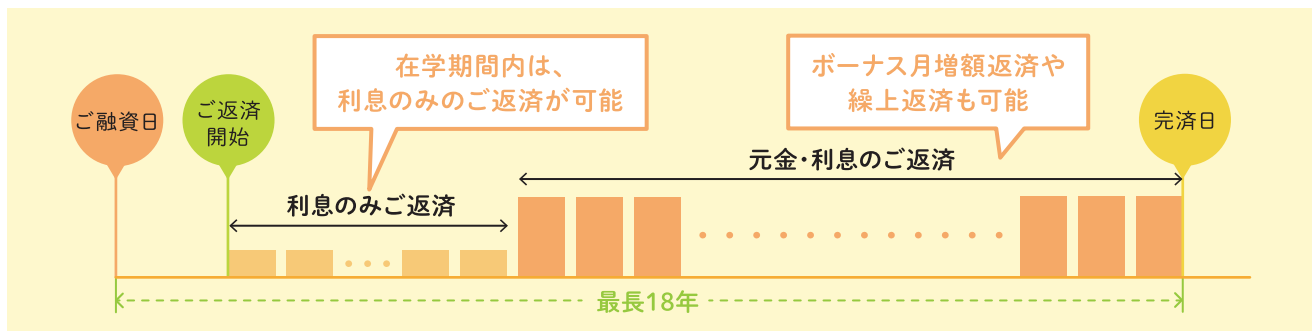 在学期間内は、
利息のみのご返済が可能
ボーナス月増額返済や
繰上返済も可能
ご融資日
ご返済
開始
完済日
元金・利息のご返済
利息のみご返済
最長18年